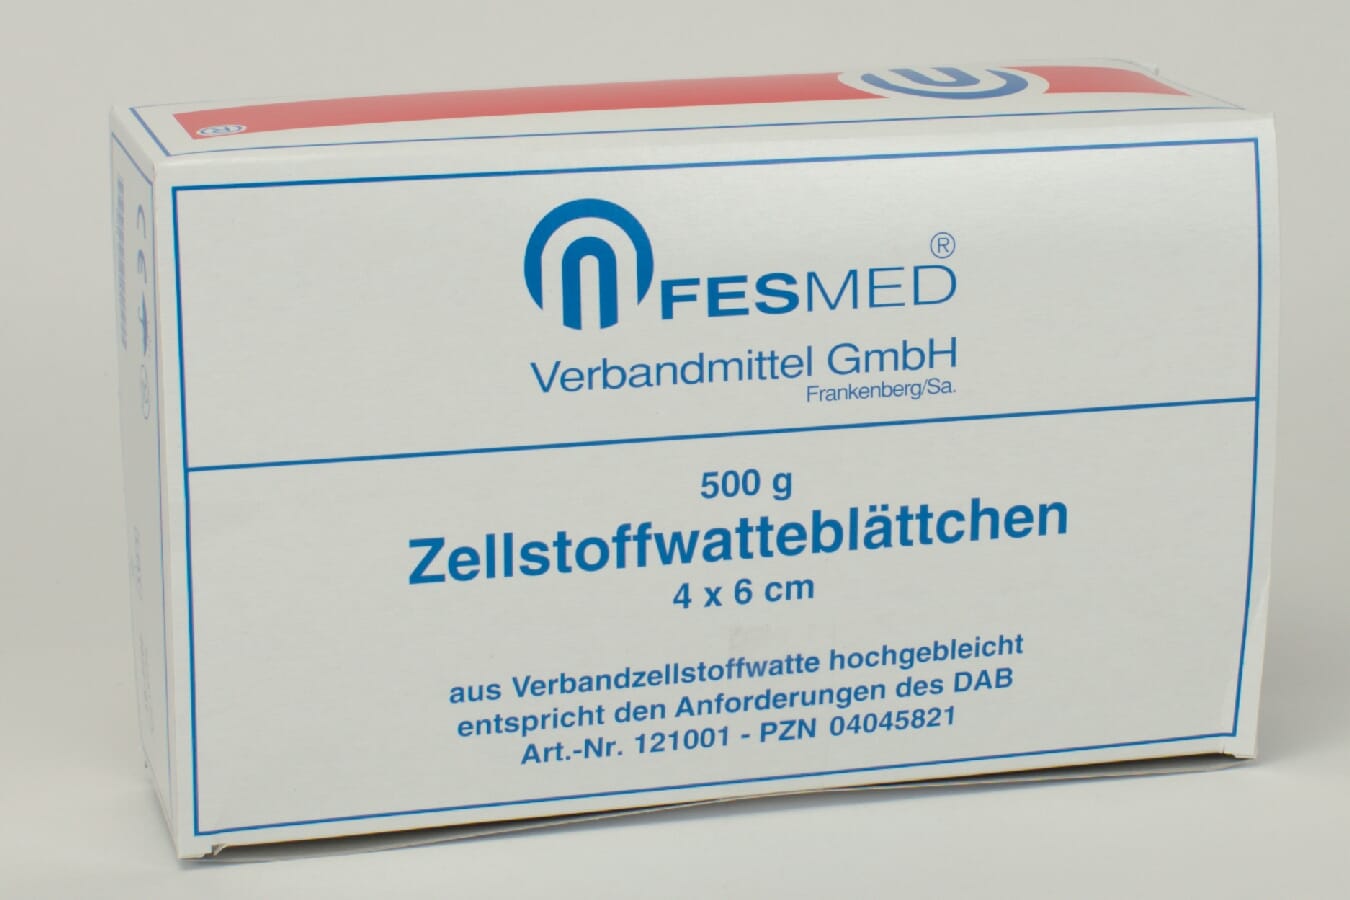 FESMED®
Verbandmittel GmbH
Frankenberg/Sa.
500 g
Zellstoffwatteblättchen
4 x 6 cm
aus Verbandzellstoffwatte hochgebleicht
entspricht den Anforderungen des DAB
Art.-Nr. 121001 - PZN 04045821
CE